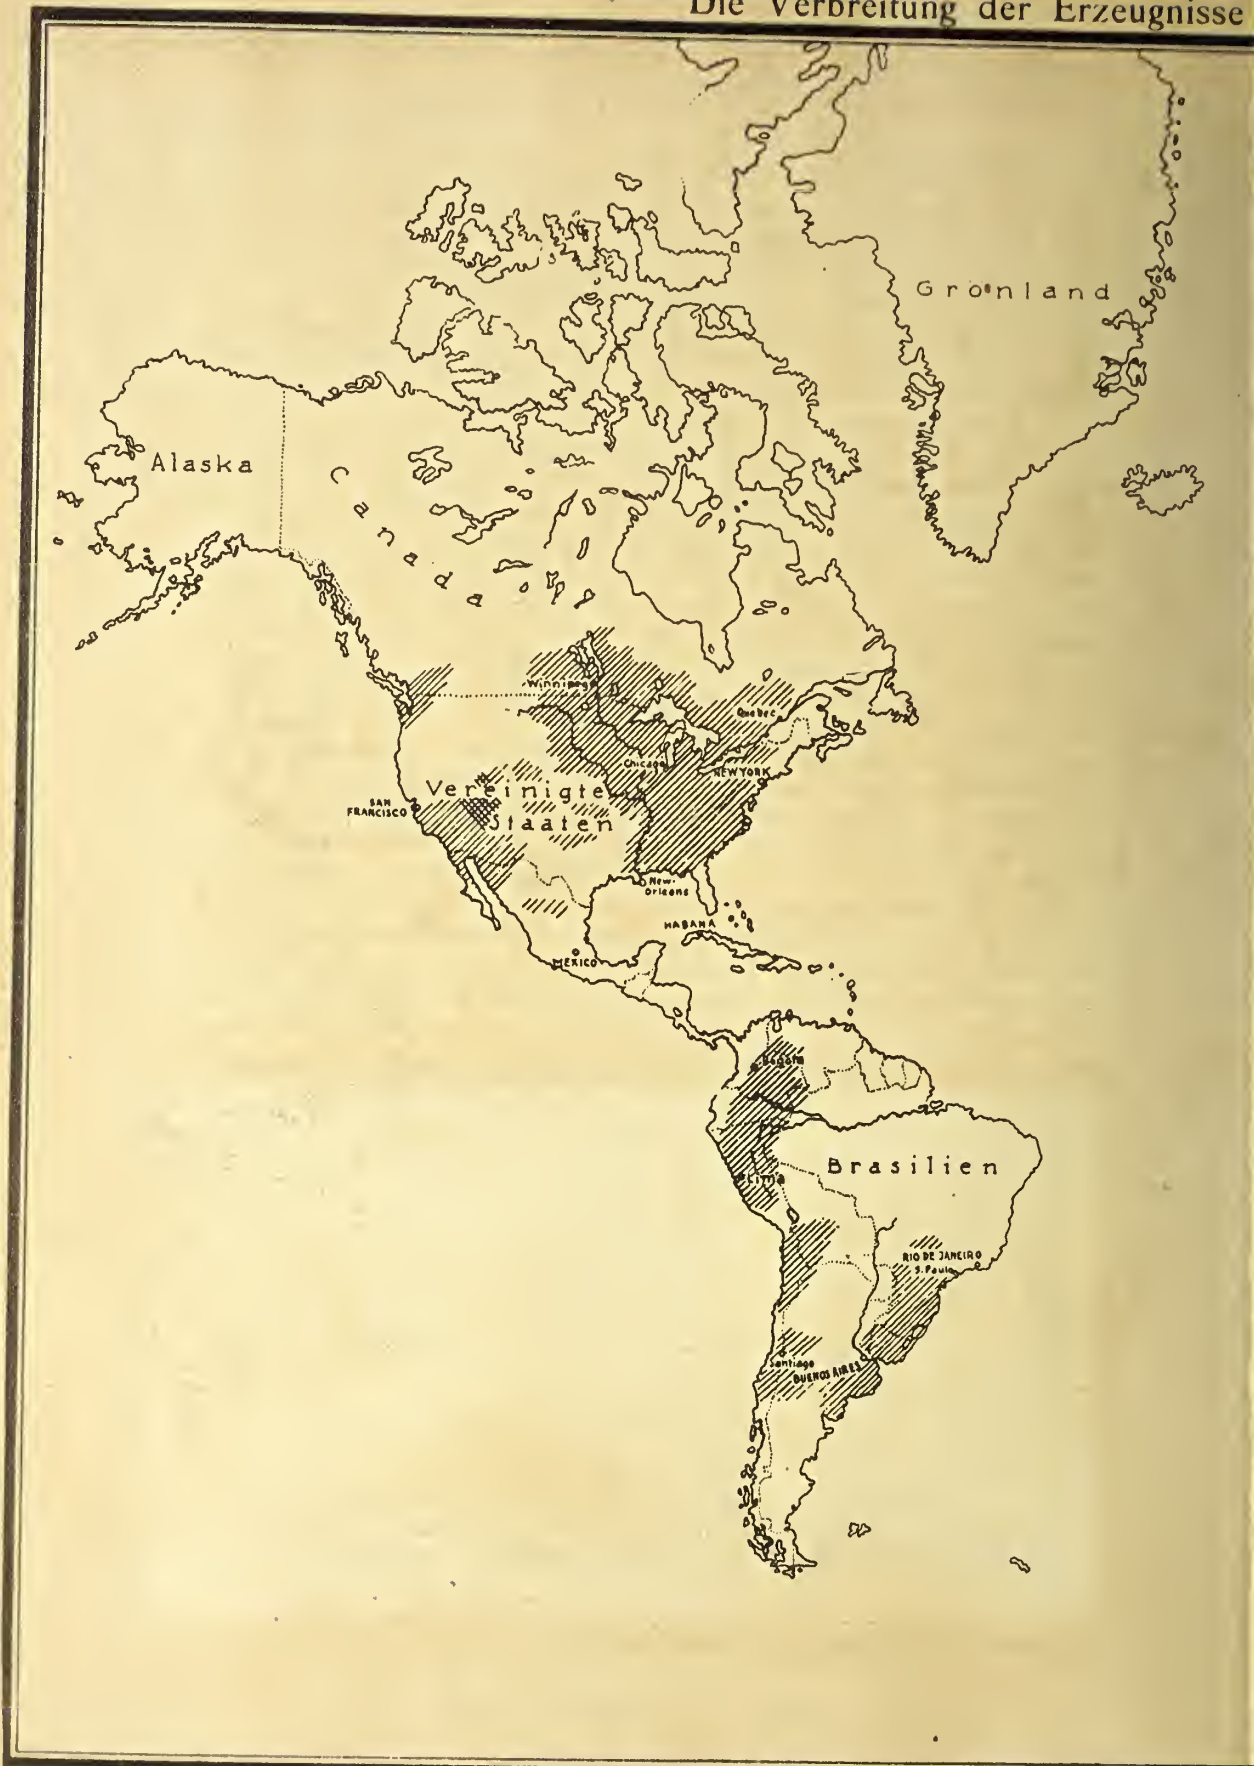 Die Verbreitung der Erzeugnisse
Grönland
Alaska
Canada
Winnipeg
Quebec
Chicago
NEW YORK
Vereinigte
Staaten
SAN
FRANCISCO
New-
Orleans
HABANA
MEXICO
Bogota
Brasilien
Lima
RIO DE JANEIRO
S. Paulo
Santiago
BUENOS AIRES